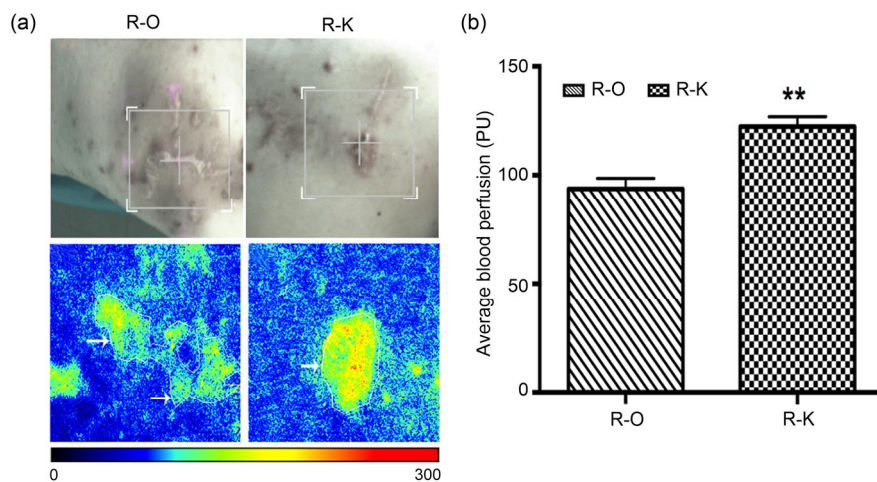 (a)
R-O
R-K
0
300
(b)
Average blood perfusion (PU)
150
100
50
0
R-O
R-K
**
R-O
R-K